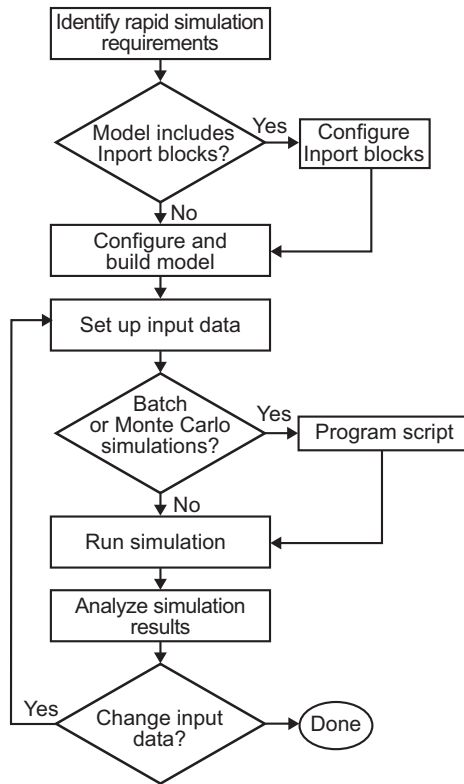 Identify rapid simulation
requirements
Model includes
Inport blocks?
Yes
Configure
Inport blocks
No
Configure and
build model
Set up input data
Batch
or Monte Carlo
simulations?
Yes
Program script
No
Run simulation
Analyze simulation
results
Yes
Change input
data?
Done